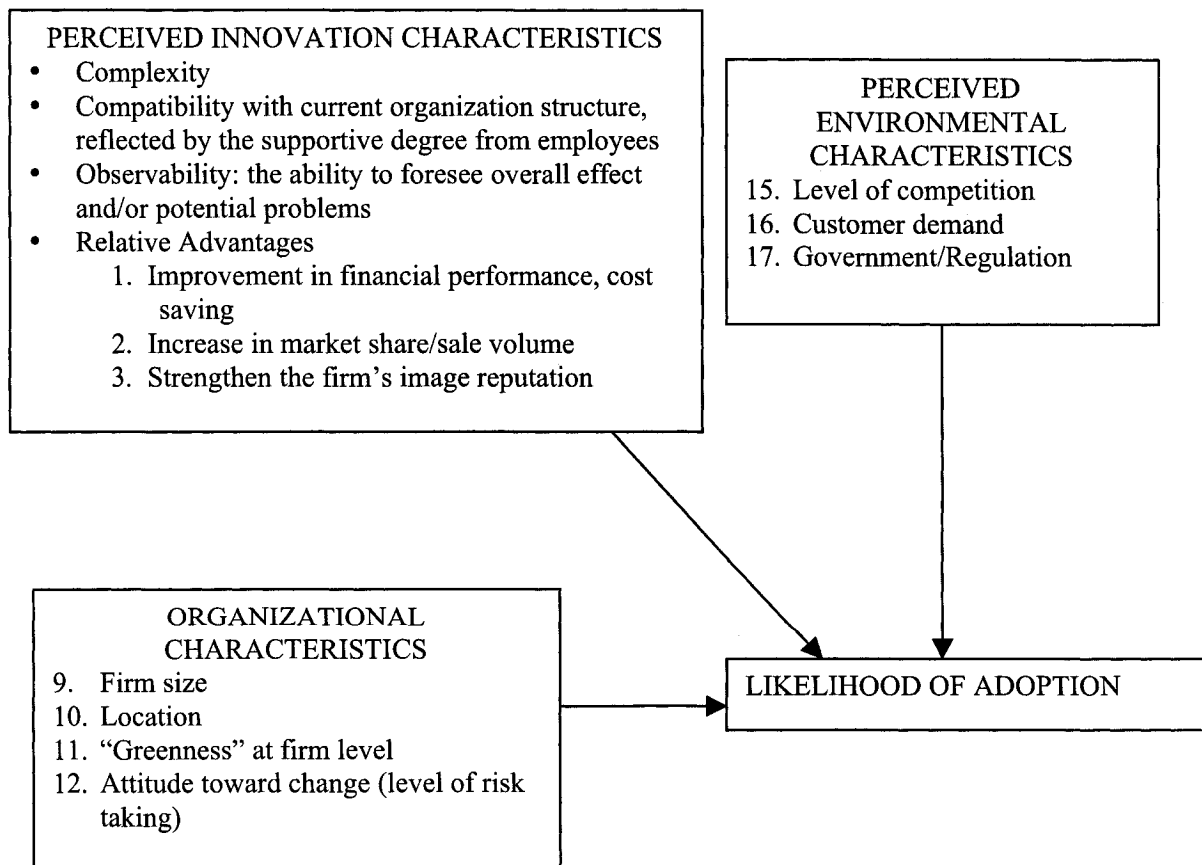 PERCEIVED INNOVATION CHARACTERISTICS
• Complexity
• Compatibility with current organization structure,
reflected by the supportive degree from employees
• Observability: the ability to foresee overall effect
and/or potential problems
• Relative Advantages
1. Improvement in financial performance, cost
saving
2. Increase in market share/sale volume
3. Strengthen the firm's image reputation
PERCEIVED
ENVIRONMENTAL
CHARACTERISTICS
15. Level of competition
16. Customer demand
17. Government/Regulation
ORGANIZATIONAL
CHARACTERISTICS
9. Firm size
10. Location
11. “Greenness” at firm level
12. Attitude toward change (level of risk
taking)
LIKELIHOOD OF ADOPTION